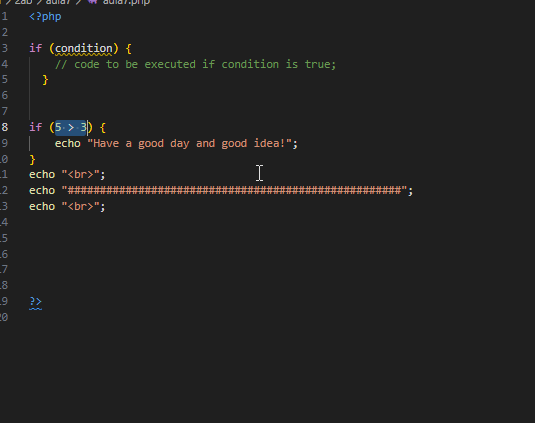 2ab / aula7 / aula7.php
1 <?php
2
3 if (condition) {
4 // code to be executed if condition is true;
5 }
6
7
8 if (5 > 3) {
9 echo "Have a good day and good idea!";
10 }
11 echo "<br>";
12 echo "####################################################";
13 echo "<br>";
14
15
16
17
18
19 ?>
20